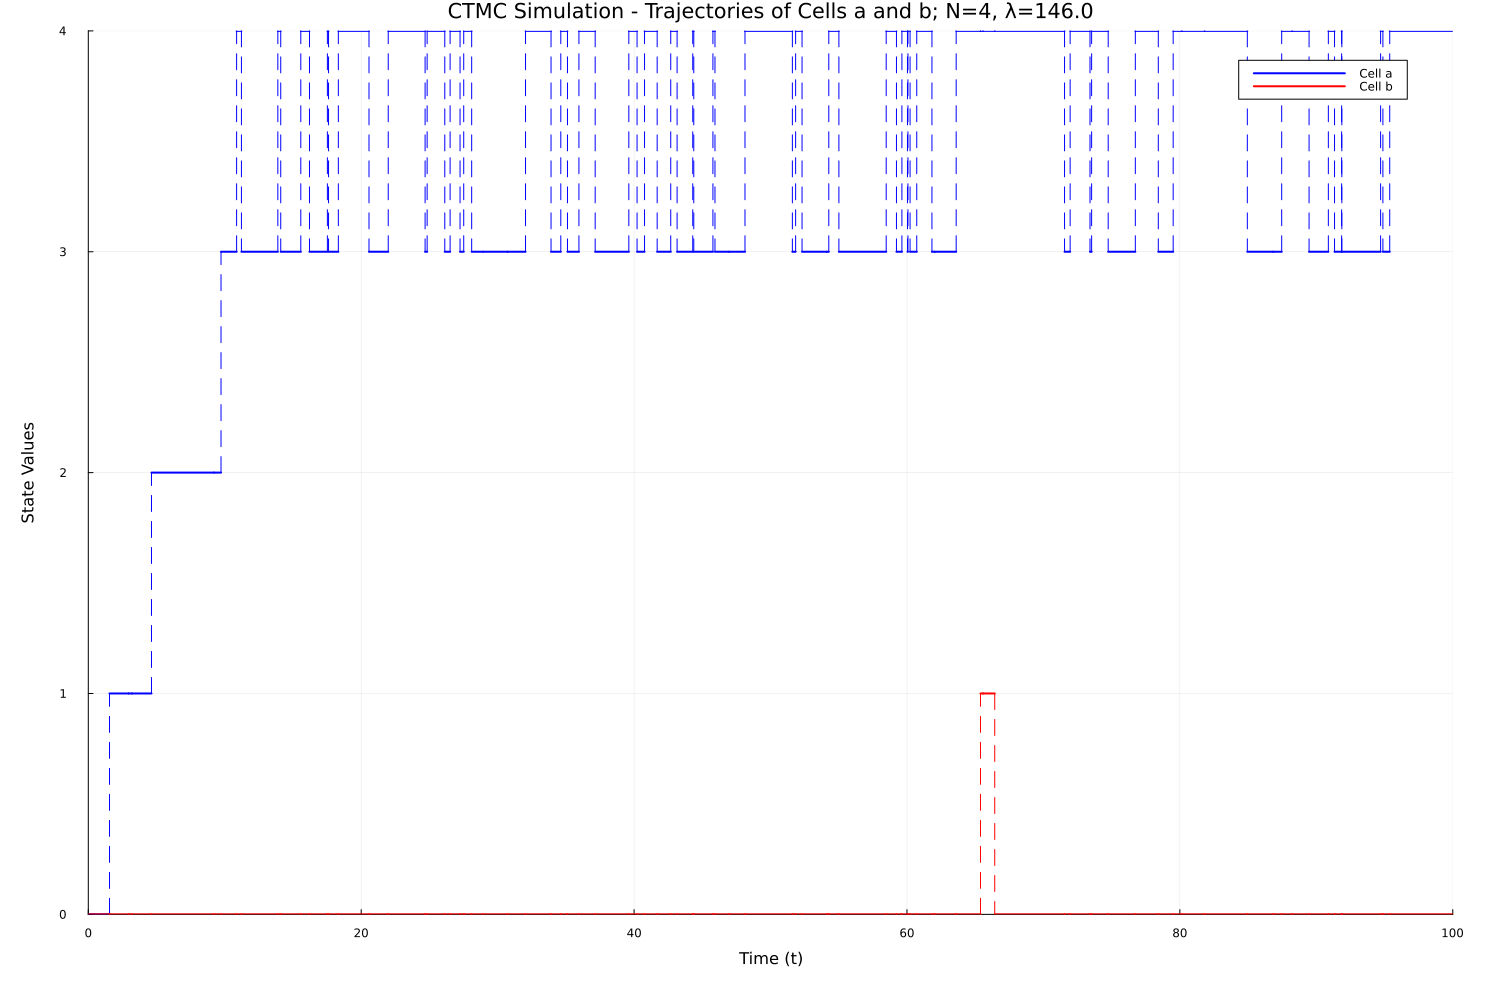 CTMC Simulation - Trajectories of Cells a and b; N=4, λ=146.0
4
Cell a
Cell b
3
State Values
2
1
0
0 20 40 60 80 100
Time (t)